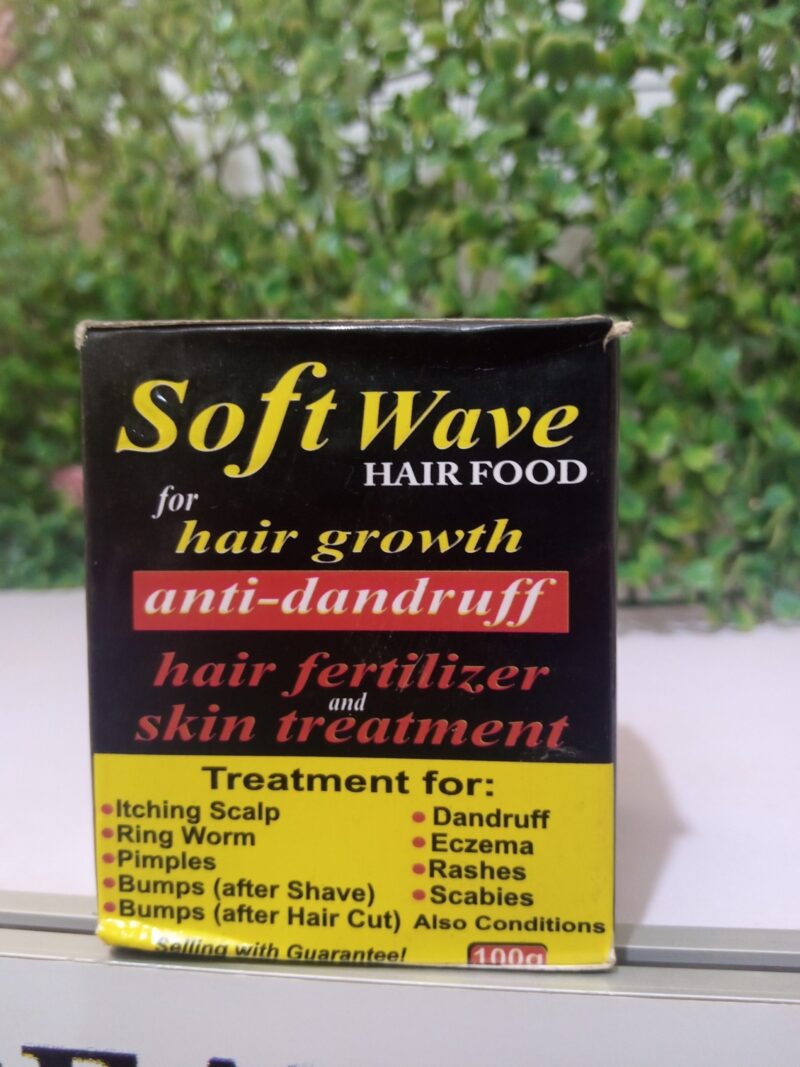 Soft Wave
HAIR FOOD
for
hair growth
anti-dandruff
hair fertilizer
and
skin treatment
Treatment for:
•Itching Scalp
•Ring Worm
•Pimples
•Bumps (after Shave)
•Bumps (after Hair Cut)
• Dandruff
• Eczema
•Rashes
•Scabies
Also Conditions
Selling with Guarantee!
100g